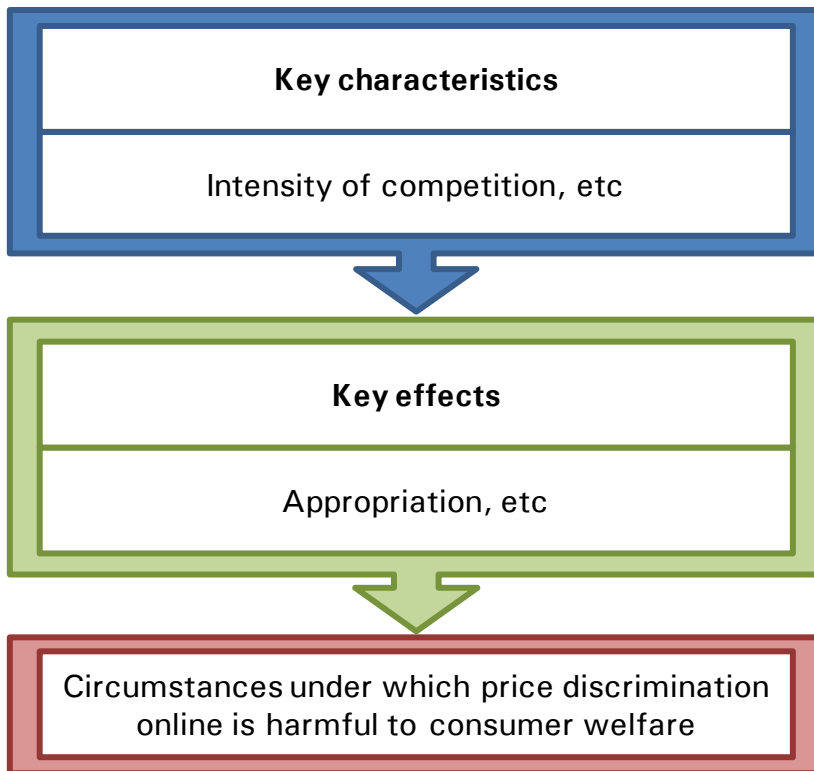 Key characteristics
Intensity of competition, etc
Key effects
Appropriation, etc
Circumstances under which price discrimination
online is harmful to consumer welfare